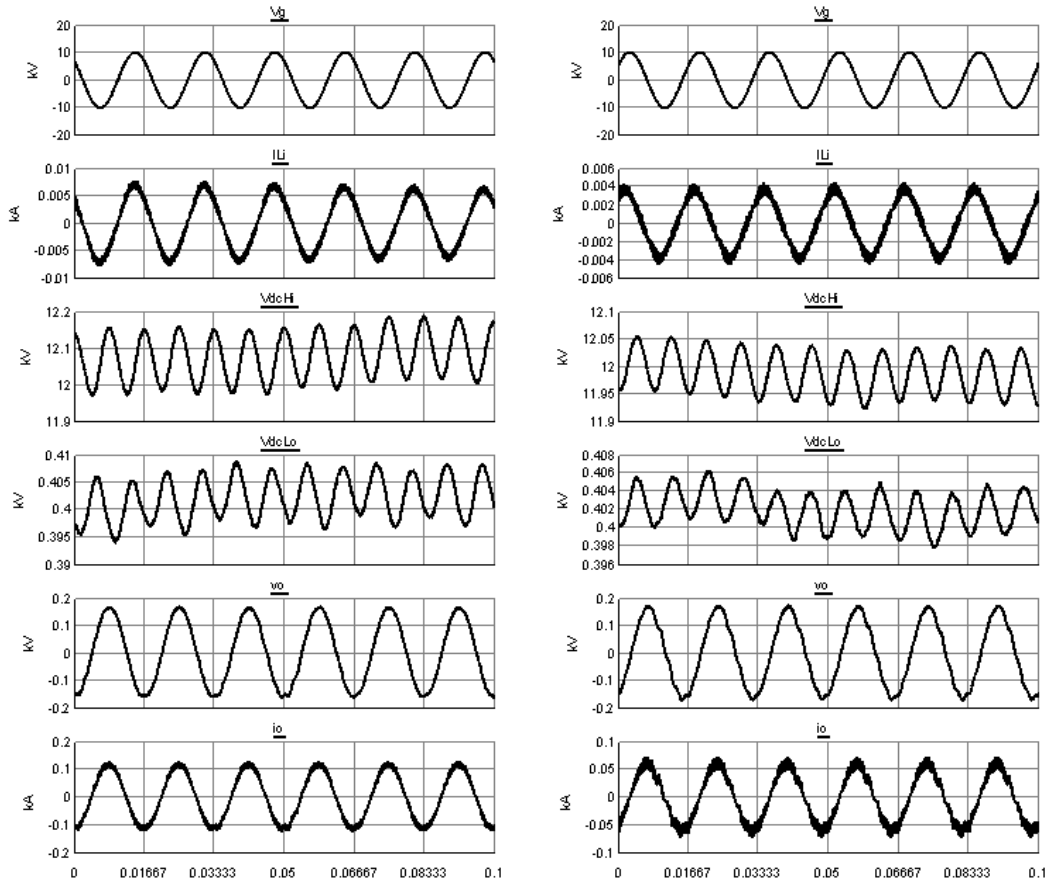 Vg
20
10
0
-10
-20
kV
ILi
0.01
0.005
0
-0.005
-0.01
kA
VdcHi
12.2
12.1
12
11.9
kV
VdcLo
0.41
0.405
0.4
0.395
0.39
kV
vo
0.2
0.1
0
-0.1
-0.2
kV
io
0.2
0.1
0
-0.1
-0.2
kA
0 0.01667 0.03333 0.05 0.06667 0.08333 0.1
Vg
20
10
0
-10
-20
kV
ILi
0.006
0.004
0.002
0
-0.002
-0.004
-0.006
kA
VdcHi
12.1
12.05
12
11.95
11.9
kV
VdcLo
0.408
0.406
0.404
0.402
0.4
0.398
0.396
kV
vo
0.2
0.1
0
-0.1
-0.2
kV
io
0.1
0.05
0
-0.05
-0.1
kA
0 0.01667 0.03333 0.05 0.06667 0.08333 0.1